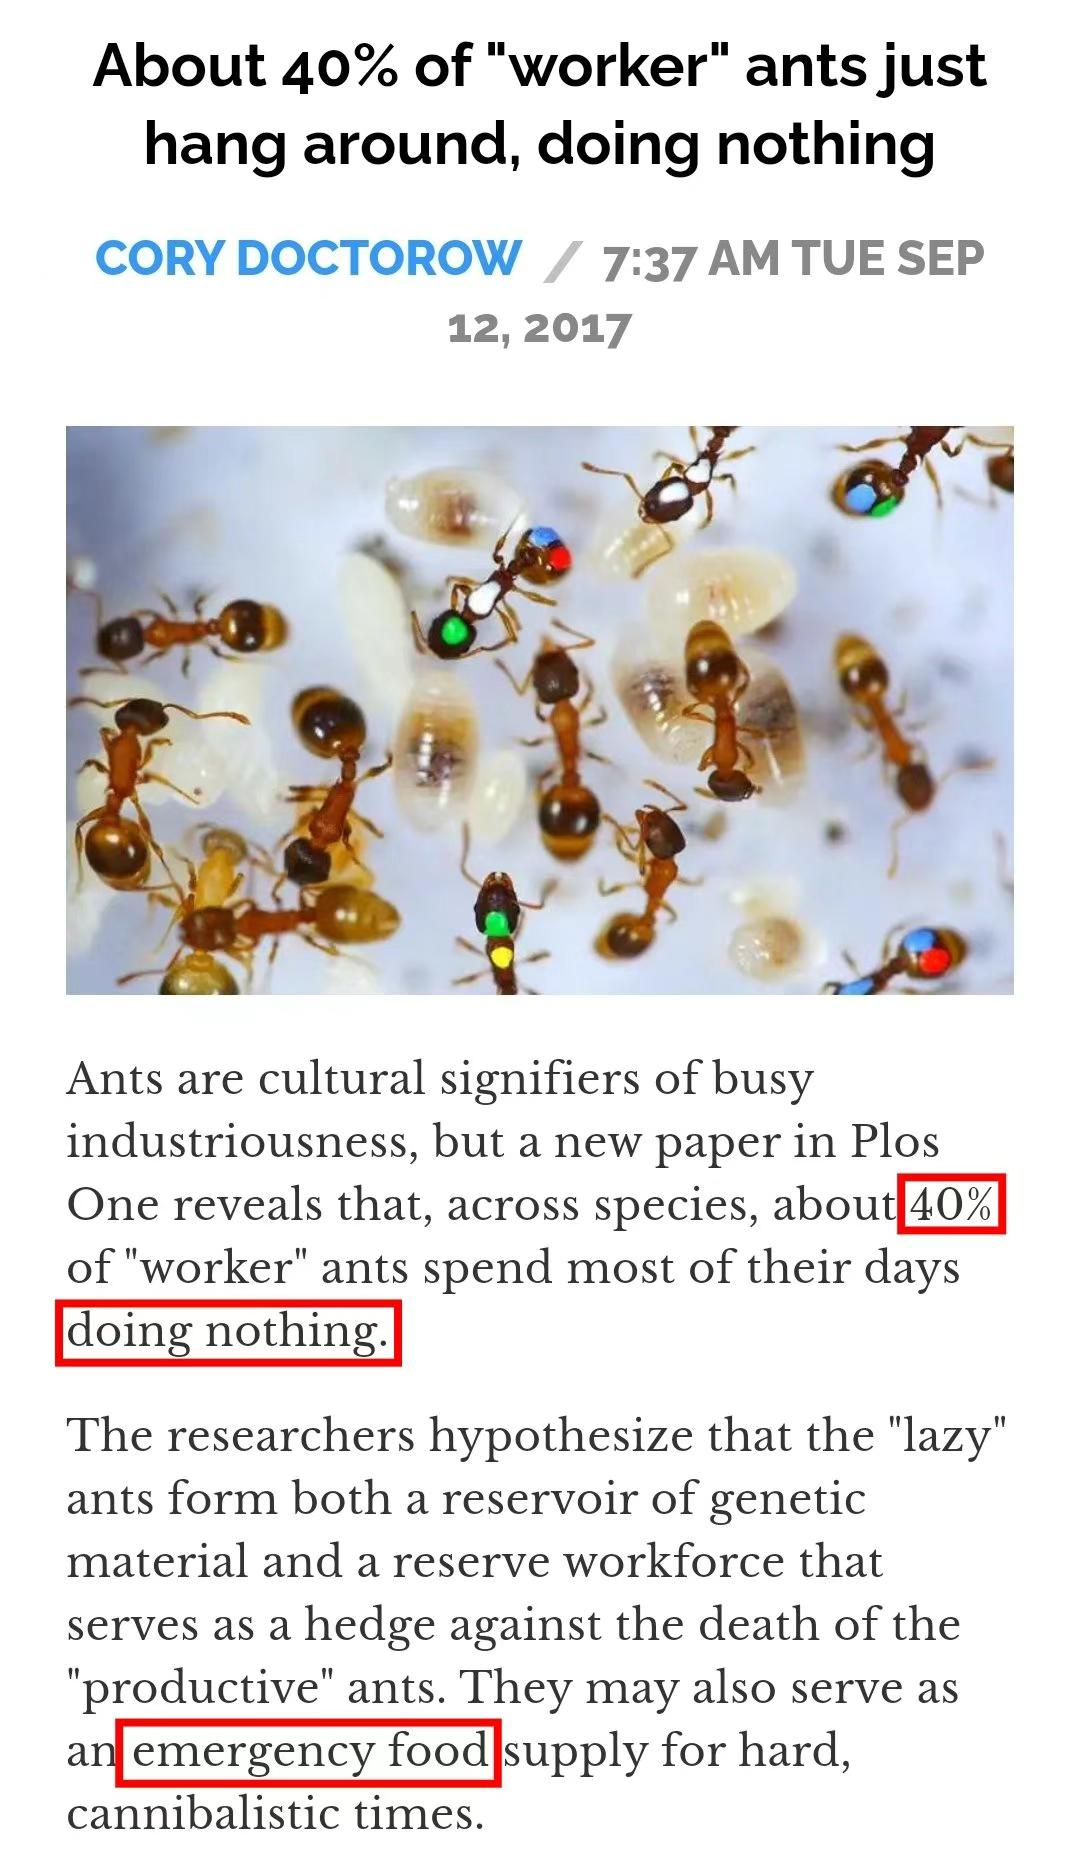 About 40% of "worker" ants just
hang around, doing nothing
CORY DOCTOROW / 7:37 AM TUE SEP
12, 2017
Ants are cultural signifiers of busy
industriousness, but a new paper in Plos
One reveals that, across species, about 40%
of "worker" ants spend most of their days
doing nothing.
The researchers hypothesize that the "lazy"
ants form both a reservoir of genetic
material and a reserve workforce that
serves as a hedge against the death of the
"productive" ants. They may also serve as
an emergency food supply for hard,
cannibalistic times.